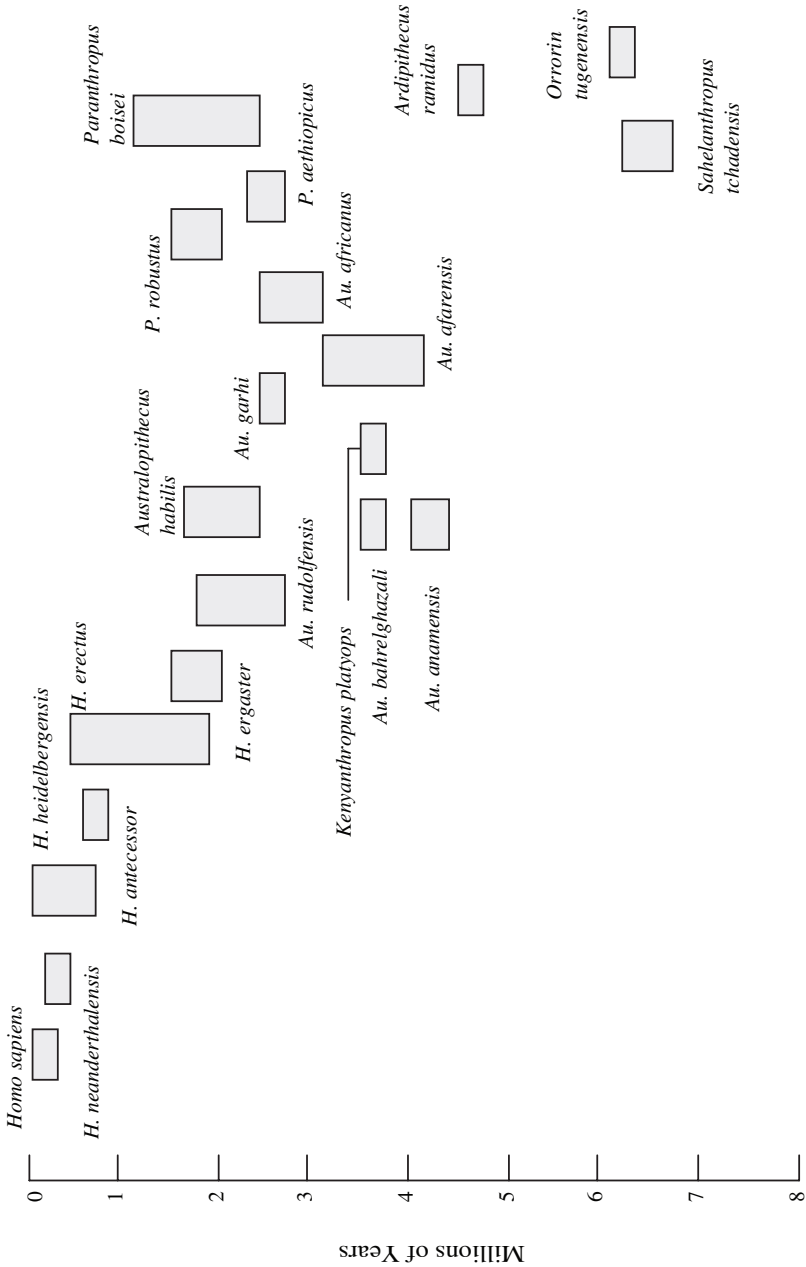 Homo sapiens
H. neanderthalensis
H. heidelbergensis
H. antecessor
H. erectus
H. ergaster
Au. rudolfensis
Australopithecus
habilis
Kenyanthropus platyops
Au. bahrelghazali
Au. anamensis
Au. garhi
Au. afarensis
Au. africanus
P. robustus
P. aethiopicus
Paranthropus
boisei
Ardipithecus
ramidus
Orrorin
tugenensis
Sahelanthropus
tchadensis
0
1
2
3
4
5
6
7
8
Millions of Years